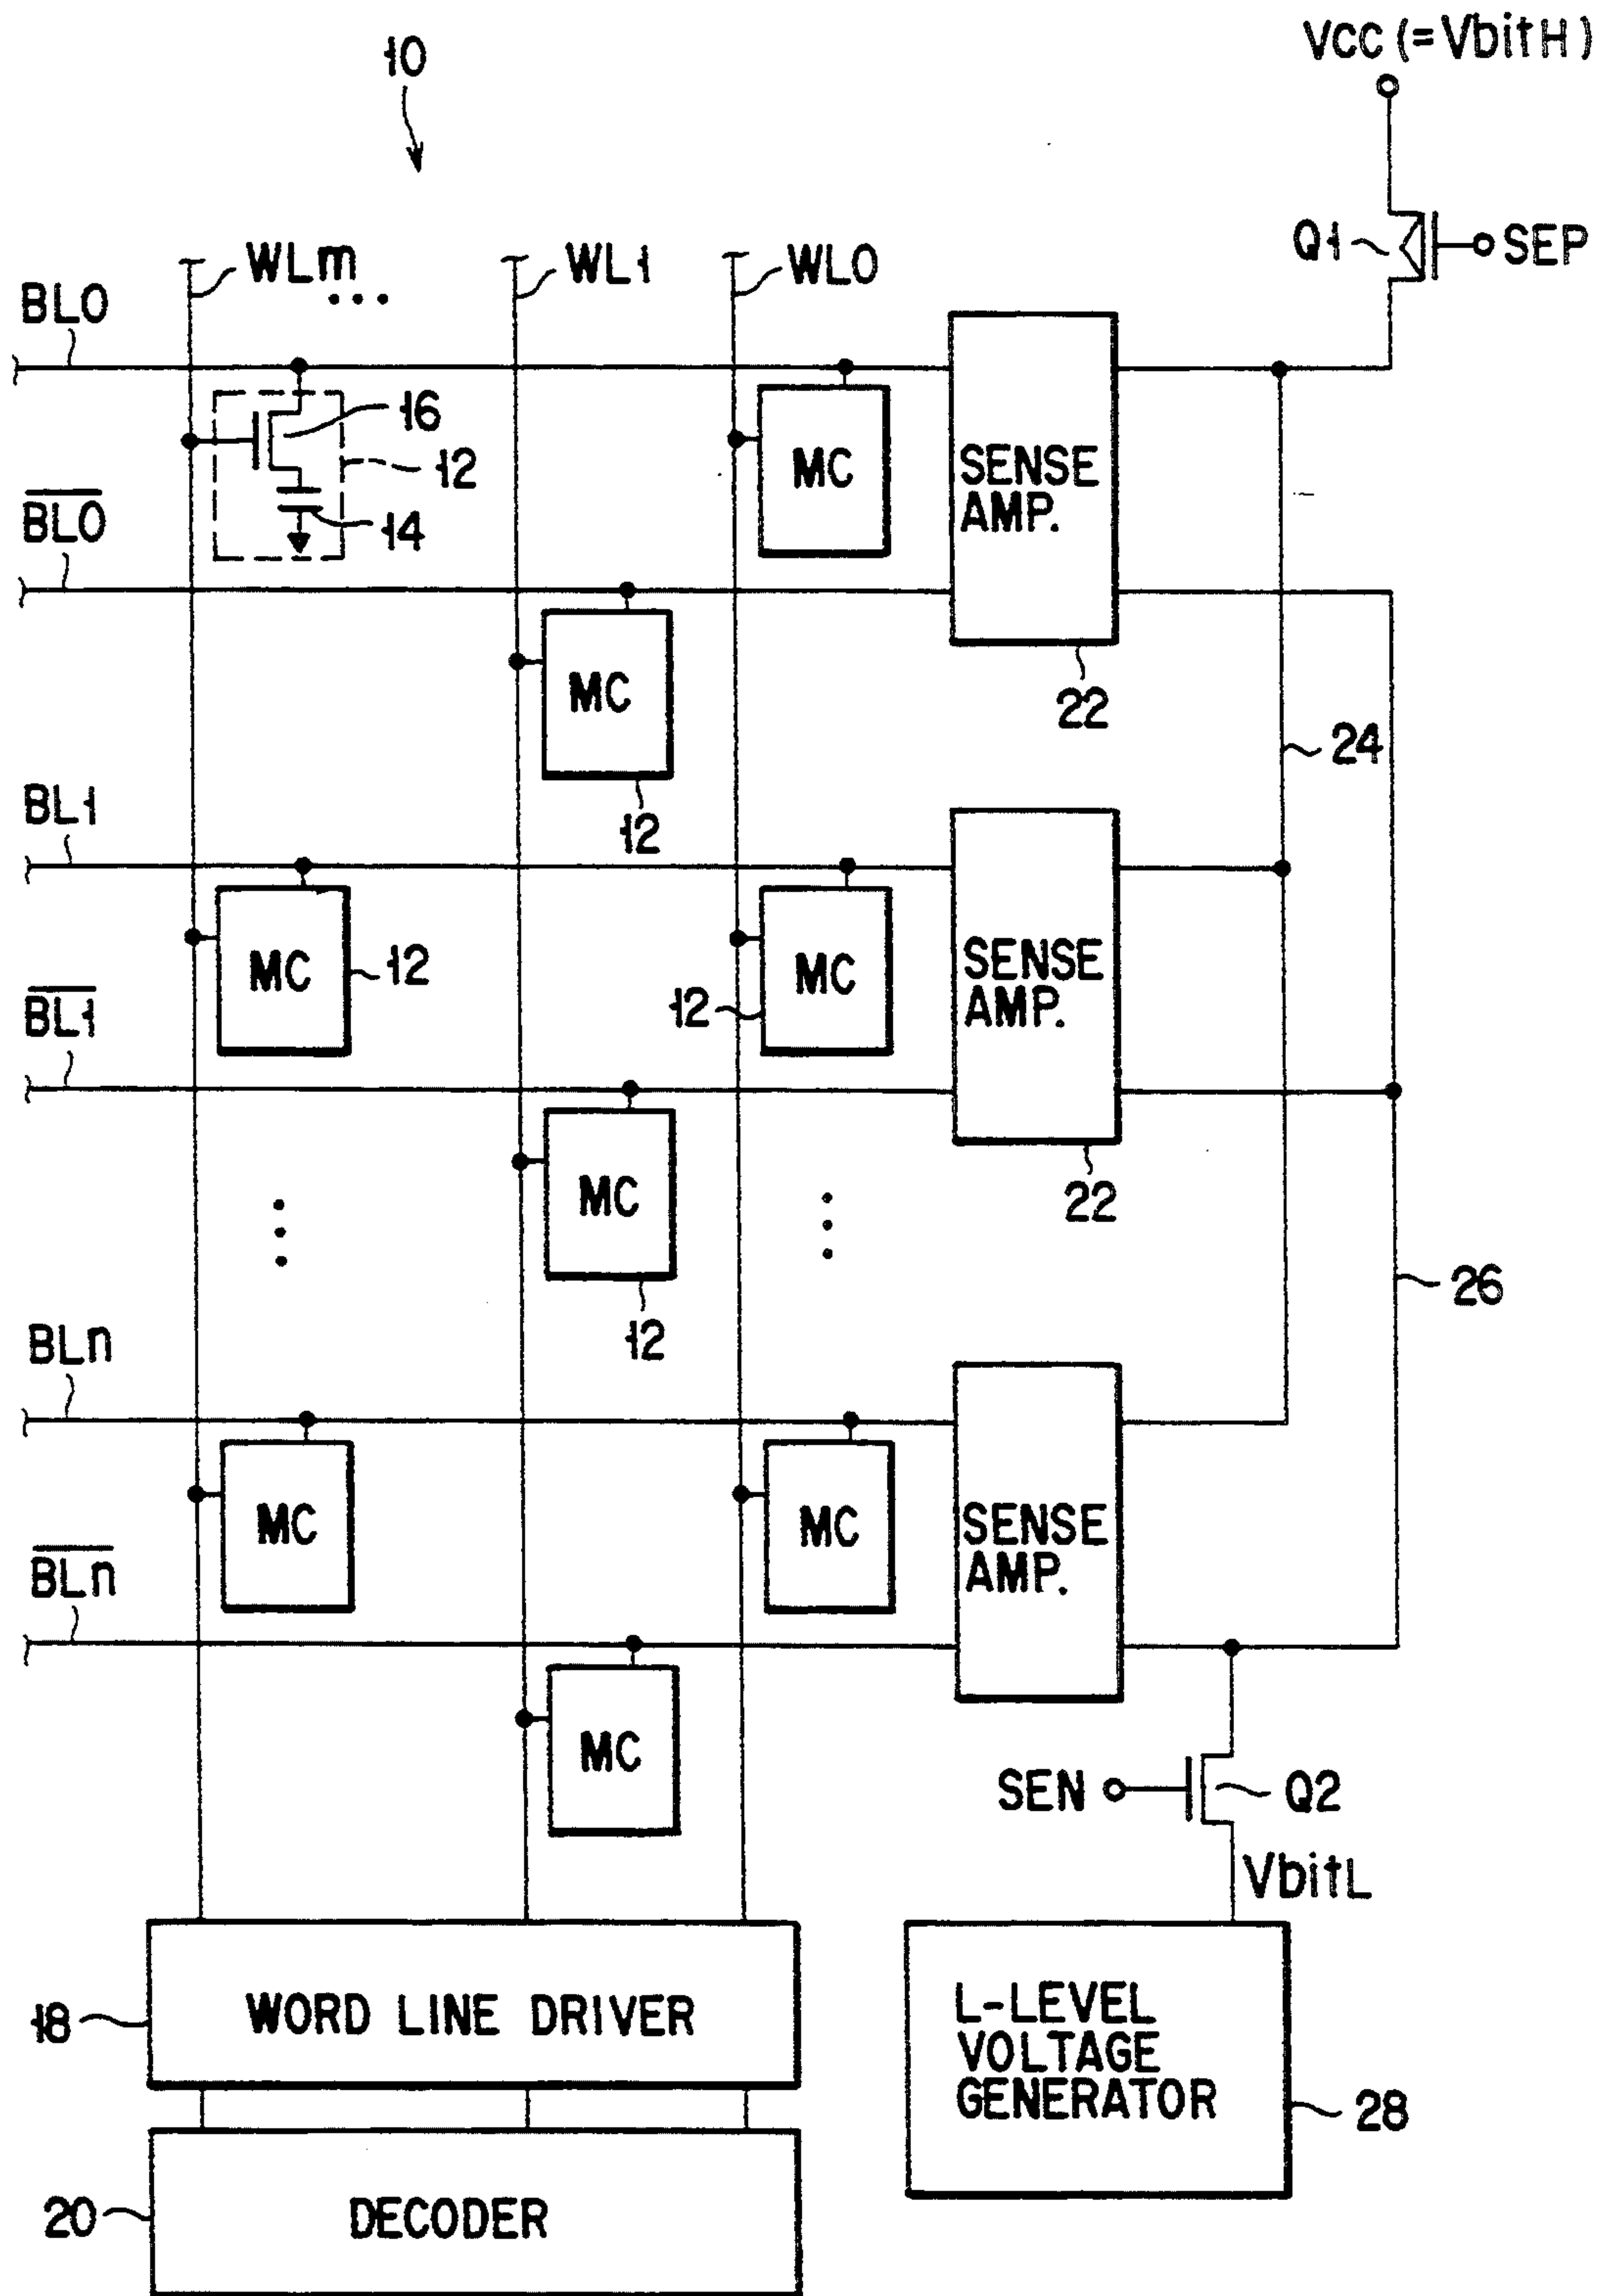 VCC (=VbitH)
10
Q1
SEP
WLm
WL1
WL0
BL0
...
16
12
MC
SENSE
AMP.
BL0
14
MC
22
24
BL1
12
MC
12
MC
SENSE
AMP.
BL1
12
MC
22
12
26
BLn
MC
MC
SENSE
AMP.
BLn
MC
SEN
Q2
VbitL
18
WORD LINE DRIVER
L-LEVEL
VOLTAGE
GENERATOR
28
20
DECODER